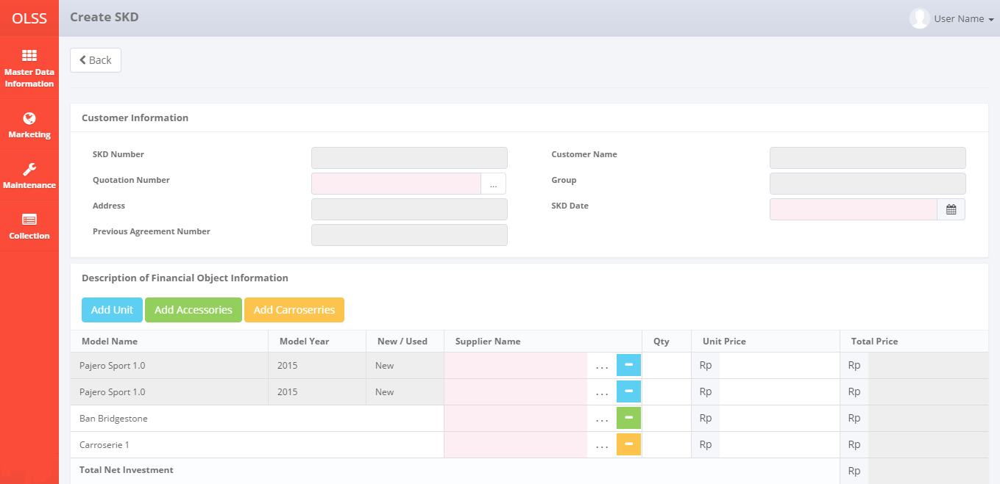 OLSS
Create SKD
User Name
Master Data
Information
Marketing
Maintenance
Collection
Back
Customer Information
SKD Number
Customer Name
Quotation Number
...
Group
Address
SKD Date
Previous Agreement Number
Description of Financial Object Information
Add Unit Add Accessories Add Carroserries
Model Name Model Year New / Used Supplier Name Qty Unit Price Total Price
Pajero Sport 1.0 2015 New ... Rp Rp
Pajero Sport 1.0 2015 New ... Rp Rp
Ban Bridgestone ... Rp Rp
Carroserie 1 ... Rp Rp
Total Net Investment Rp